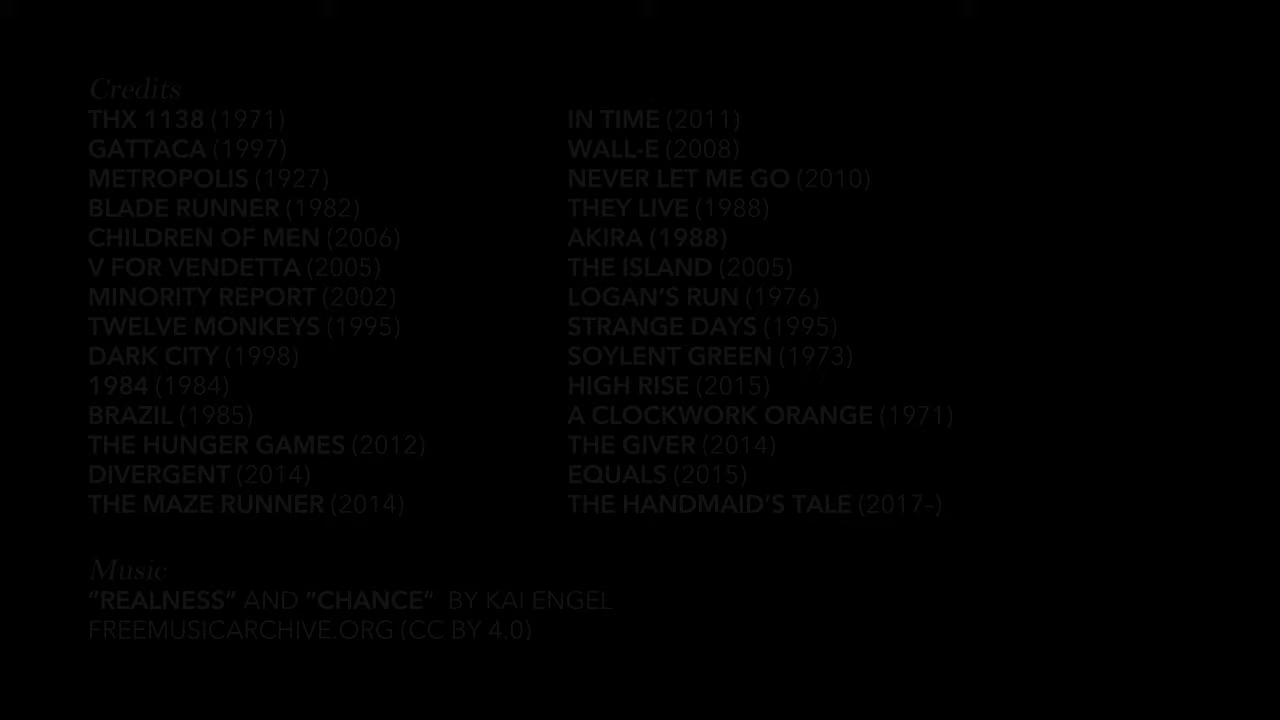 Credits
THX 1138 (1971)
GATTACA (1997)
METROPOLIS (1927)
BLADE RUNNER (1982)
CHILDREN OF MEN (2006)
V FOR VENDETTA (2005)
MINORITY REPORT (2002)
TWELVE MONKEYS (1995)
DARK CITY (1998)
1984 (1984)
BRAZIL (1985)
THE HUNGER GAMES (2012)
DIVERGENT (2014)
THE MAZE RUNNER (2014)
IN TIME (2011)
WALL-E (2008)
NEVER LET ME GO (2010)
THEY LIVE (1988)
AKIRA (1988)
THE ISLAND (2005)
LOGAN’S RUN (1976)
STRANGE DAYS (1995)
SOYLENT GREEN (1973)
HIGH RISE (2015)
A CLOCKWORK ORANGE (1971)
THE GIVER (2014)
EQUALS (2015)
THE HANDMAID’S TALE (2017–)
Music
”REALNESS” AND ”CHANCE” BY KAI ENGEL
FREEMUSICARCHIVE.ORG (CC BY 4.0)